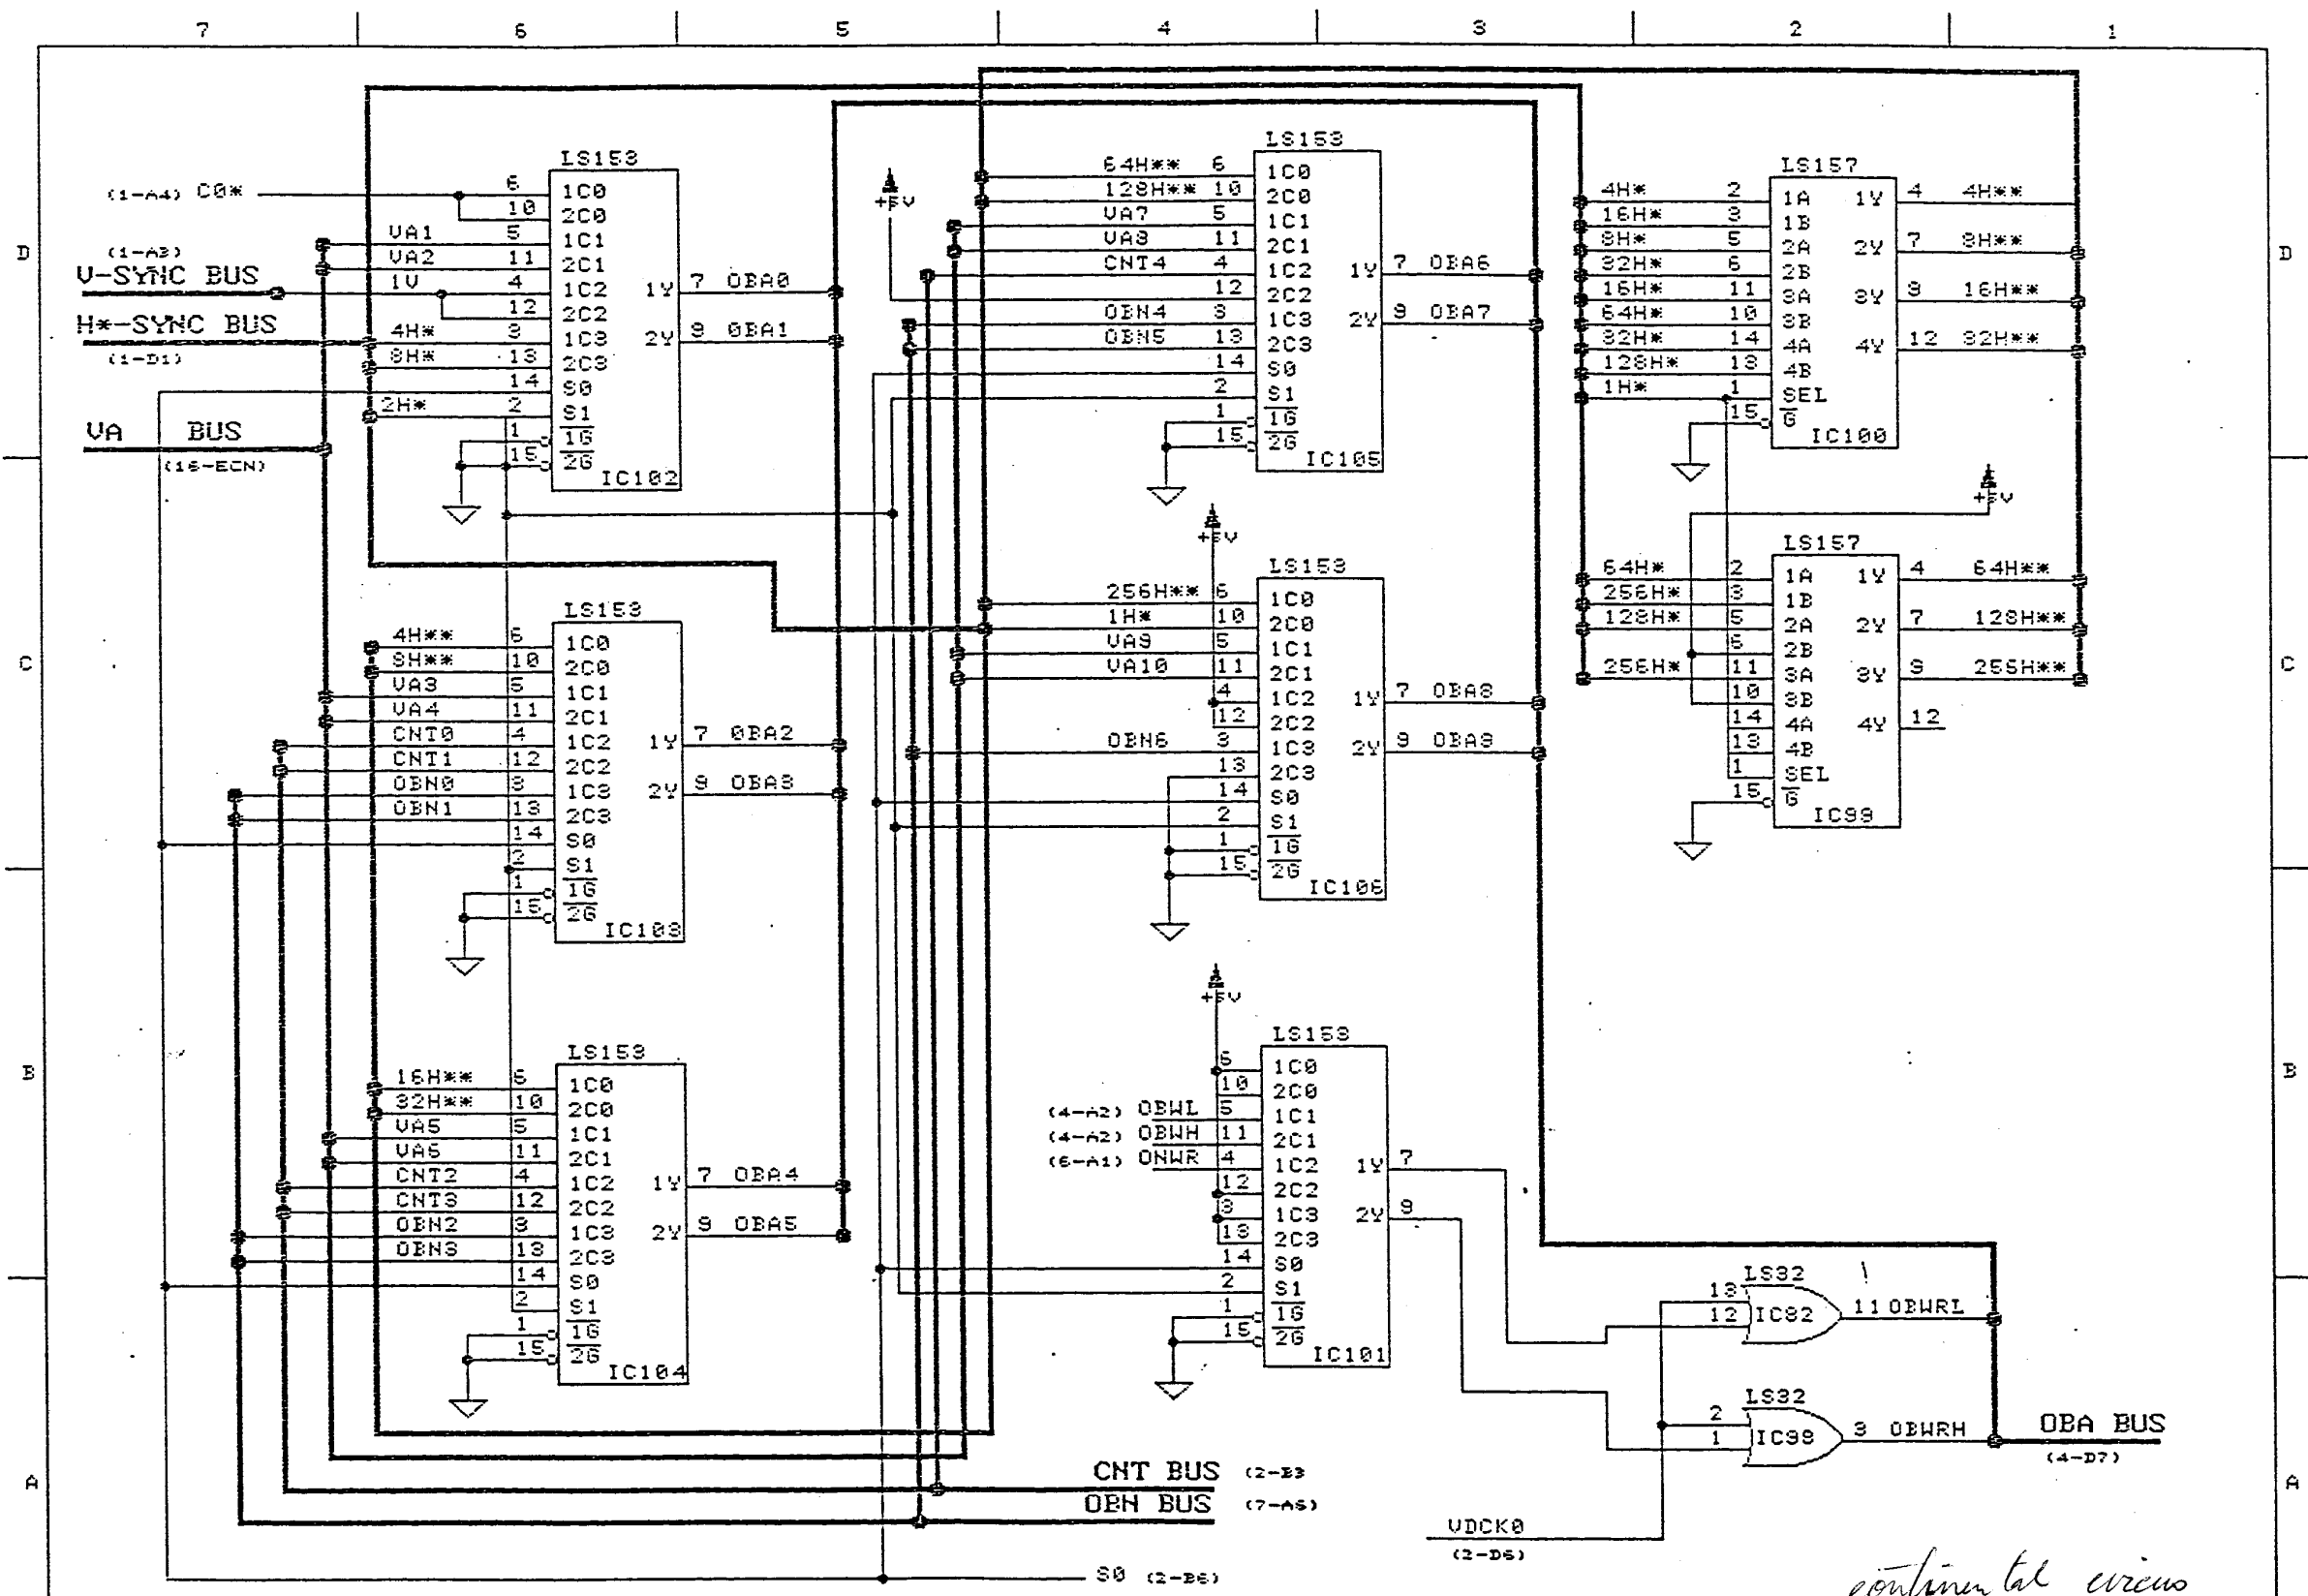 7 6 5 4 3 2 1
D
C
B
A
D
C
B
A
LS153
(1-A4) C0* 6 1C0
10 2C0
VA1 5 1C1
VA2 11 2C1
1V 4 1C2 1Y 7 OBA0
12 2C2
4H* 3 1C3 2Y 9 OBA1
8H* 13 2C3
14 S0
2H* 2 S1
1 1G
15 2G
IC102
(1-A3)
V-SYNC BUS
H*-SYNC BUS
(1-D1)
VA BUS
(16-ECN)
LS153
4H** 6 1C0
8H** 10 2C0
VA3 5 1C1
VA4 11 2C1
CNT0 4 1C2 1Y 7 OBA2
CNT1 12 2C2
OBN0 3 1C3 2Y 9 OBA3
OBN1 13 2C3
14 S0
2 S1
1 1G
15 2G
IC103
LS153
16H** 6 1C0
32H** 10 2C0
VA5 5 1C1
VA6 11 2C1
CNT2 4 1C2 1Y 7 OBA4
CNT3 12 2C2
OBN2 3 1C3 2Y 9 OBA5
OBN3 13 2C3
14 S0
2 S1
1 1G
15 2G
IC104
+5V
LS153
64H** 6 1C0
128H** 10 2C0
VA7 5 1C1
VA8 11 2C1
CNT4 4 1C2 1Y 7 OBA6
12 2C2
OBN4 3 1C3 2Y 9 OBA7
OBN5 13 2C3
14 S0
2 S1
1 1G
15 2G
IC105
+5V
LS153
256H** 6 1C0
1H* 10 2C0
VA9 5 1C1
VA10 11 2C1
4 1C2 1Y 7 OBA8
12 2C2
OBN6 3 1C3 2Y 9 OBA9
13 2C3
14 S0
2 S1
1 1G
15 2G
IC106
+5V
LS153
6 1C0
10 2C0
(4-A2) OBWL 5 1C1
(4-A2) OBWH 11 2C1
(6-A1) ONWR 4 1C2 1Y 7
12 2C2
3 1C3 2Y 9
13 2C3
14 S0
2 S1
1 1G
15 2G
IC101
LS157
4H* 2 1A 1Y 4 4H**
16H* 3 1B
8H* 5 2A 2Y 7 8H**
32H* 6 2B
16H* 11 3A 3Y 9 16H**
64H* 10 3B
32H* 14 4A 4Y 12 32H**
128H* 13 4B
1H* 1 SEL
15 G
IC100
+5V
LS157
64H* 2 1A 1Y 4 64H**
256H* 3 1B
128H* 5 2A 2Y 7 128H**
6 2B
256H* 11 3A 3Y 9 256H**
10 3B
14 4A 4Y 12
13 4B
1 SEL
15 G
IC99
LS32
13
12 IC82 11 OBWRL
LS32
2
1 IC98 3 OBWRH
OBA BUS
(4-D7)
CNT BUS (2-B3
OBN BUS (7-A5)
VDCK0
(2-D6)
S0 (2-B6)
continental circus